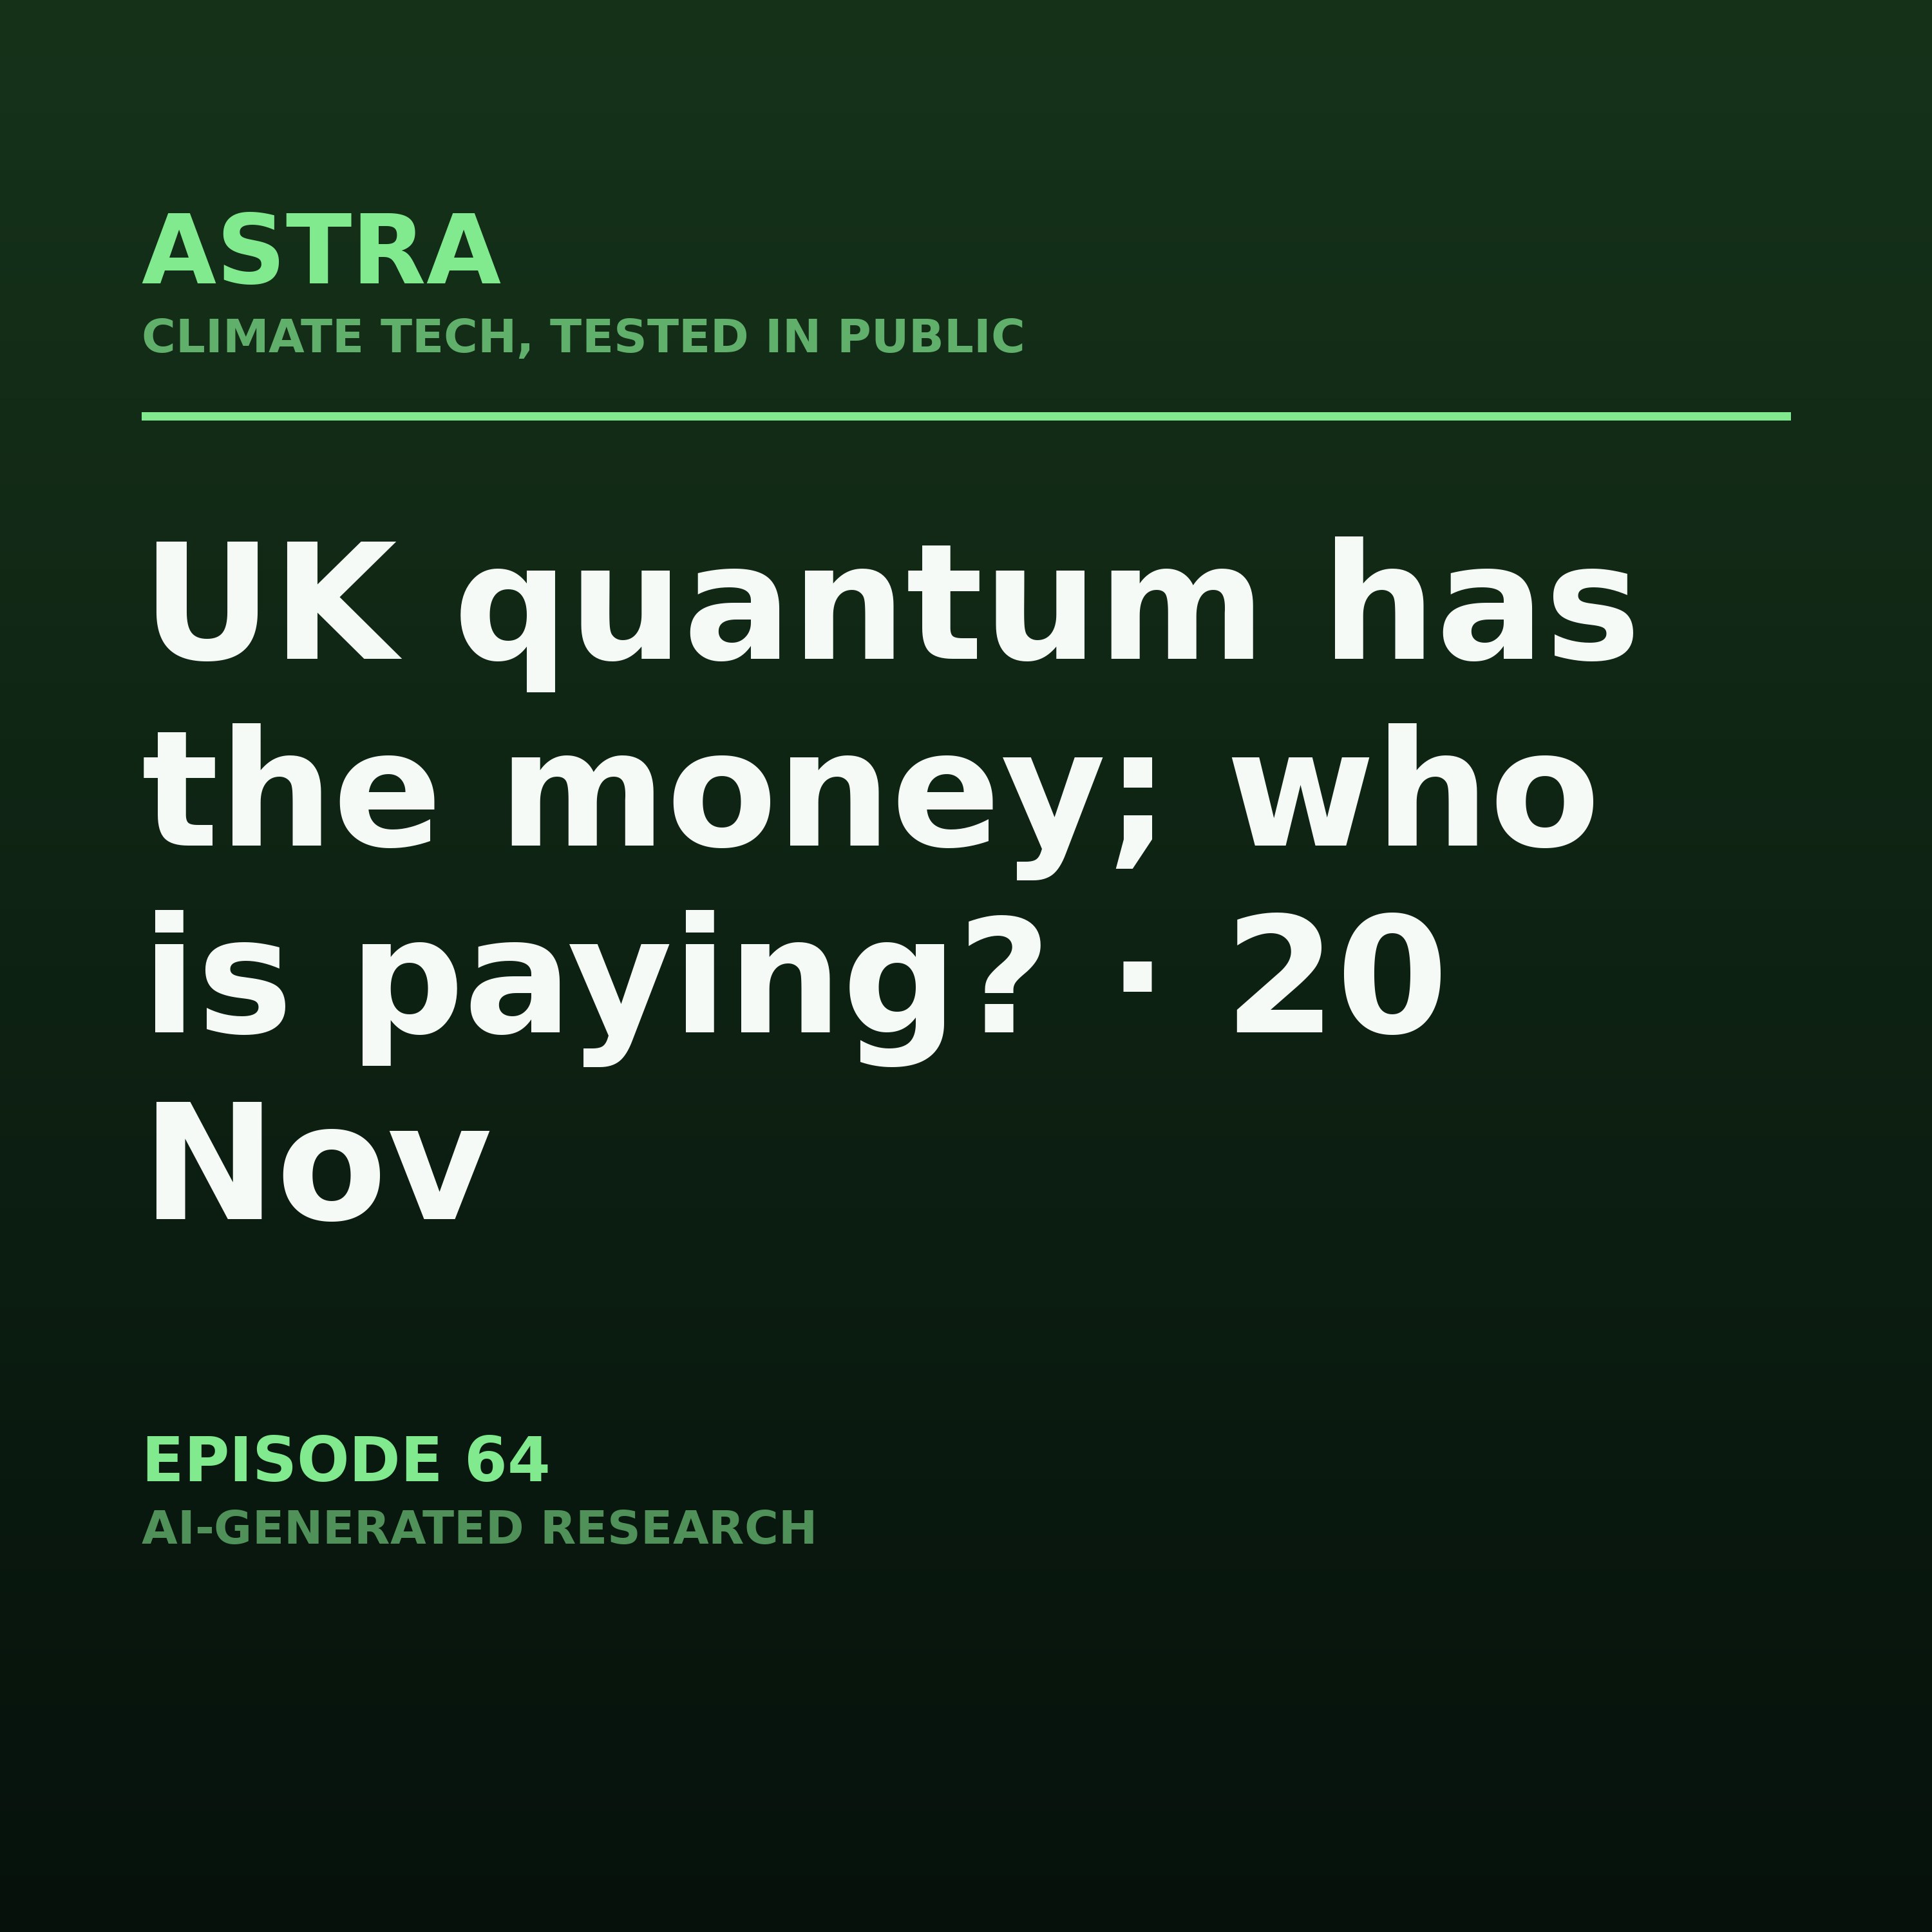 ASTRA
CLIMATE TECH, TESTED IN PUBLIC
UK quantum has
the money; who
is paying? · 20
Nov
EPISODE 64
AI-GENERATED RESEARCH